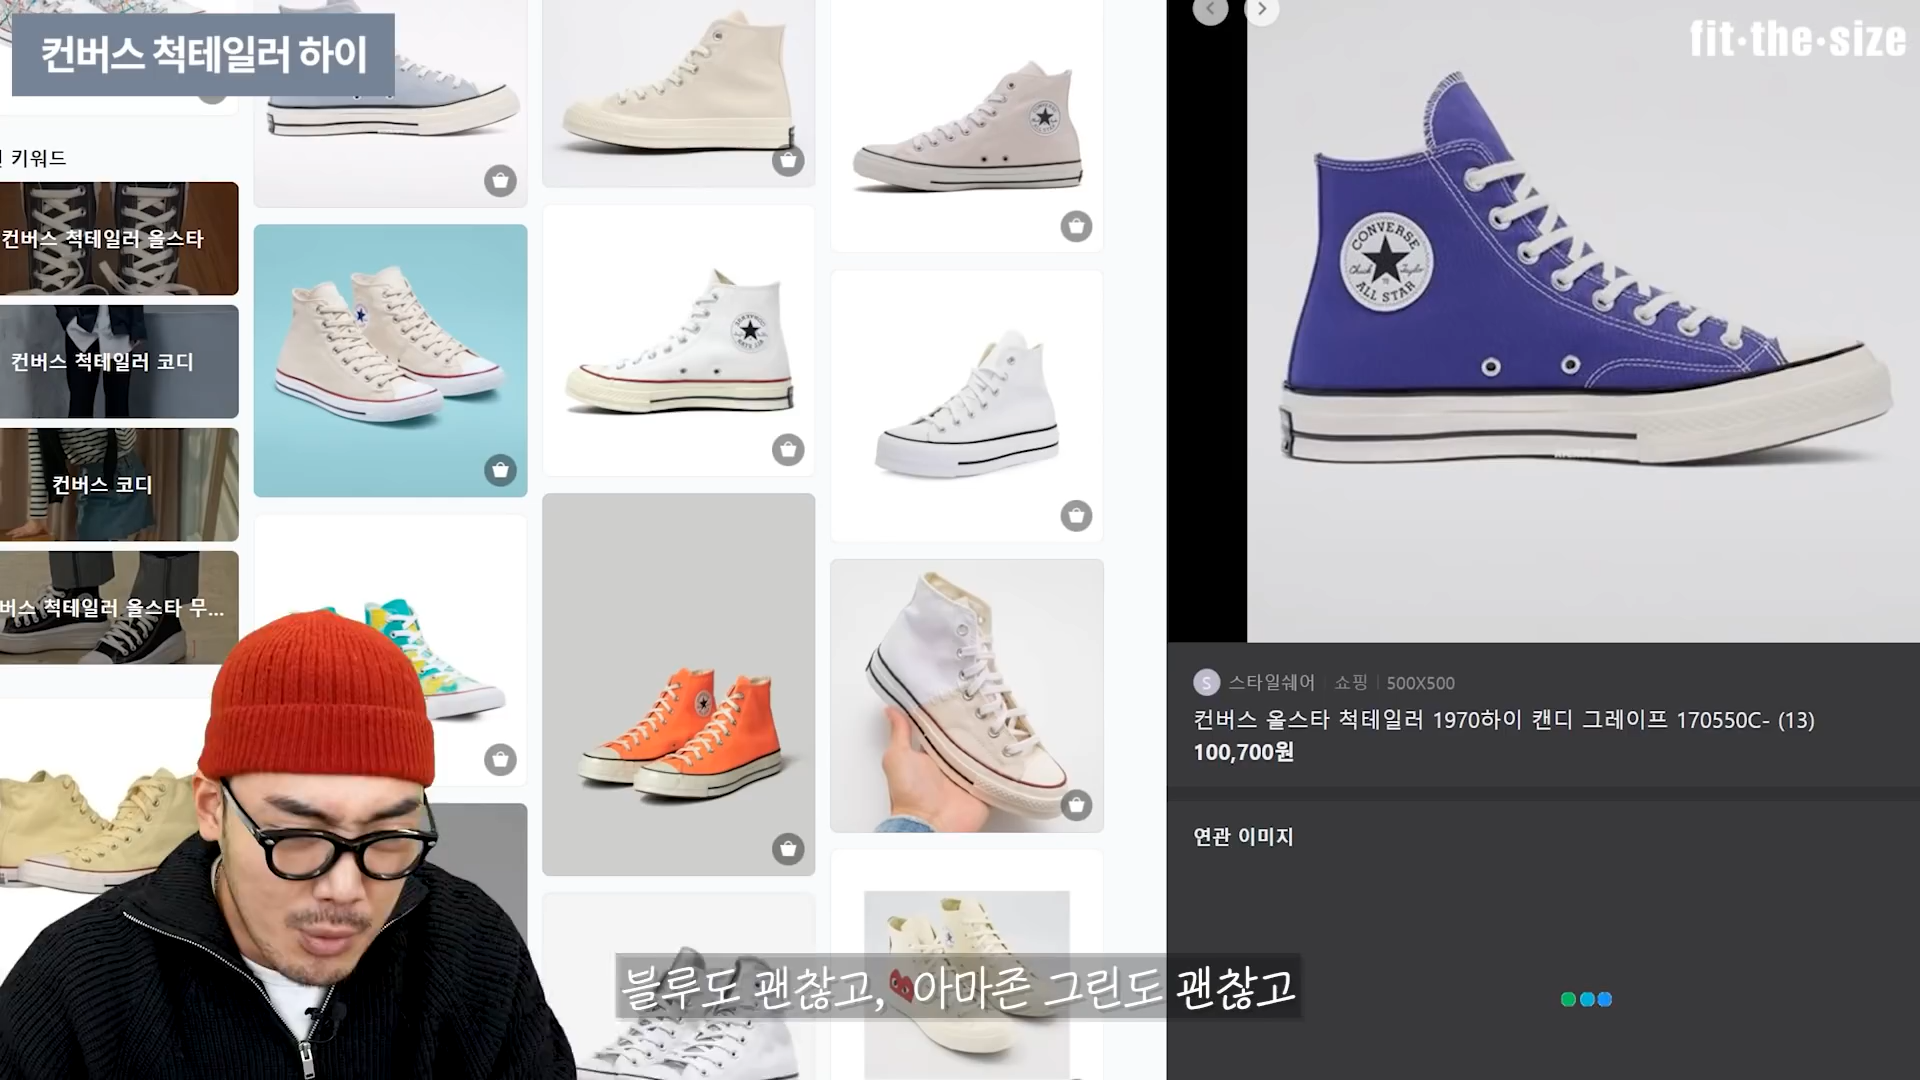 컨버스 척테일러 하이
fit·the·size
키워드
컨버스 척테일러 올스타
컨버스 척테일러 코디
컨버스 코디
버스 척테일러 올스타 무...
CONVERSE
Chuck Taylor
ALL STAR
S 스타일쉐어 | 쇼핑 | 500X500
컨버스 올스타 척테일러 1970하이 캔디 그레이프 170550C- (13)
100,700원
연관 이미지
블루도 괜찮고, 아마존 그린도 괜찮고